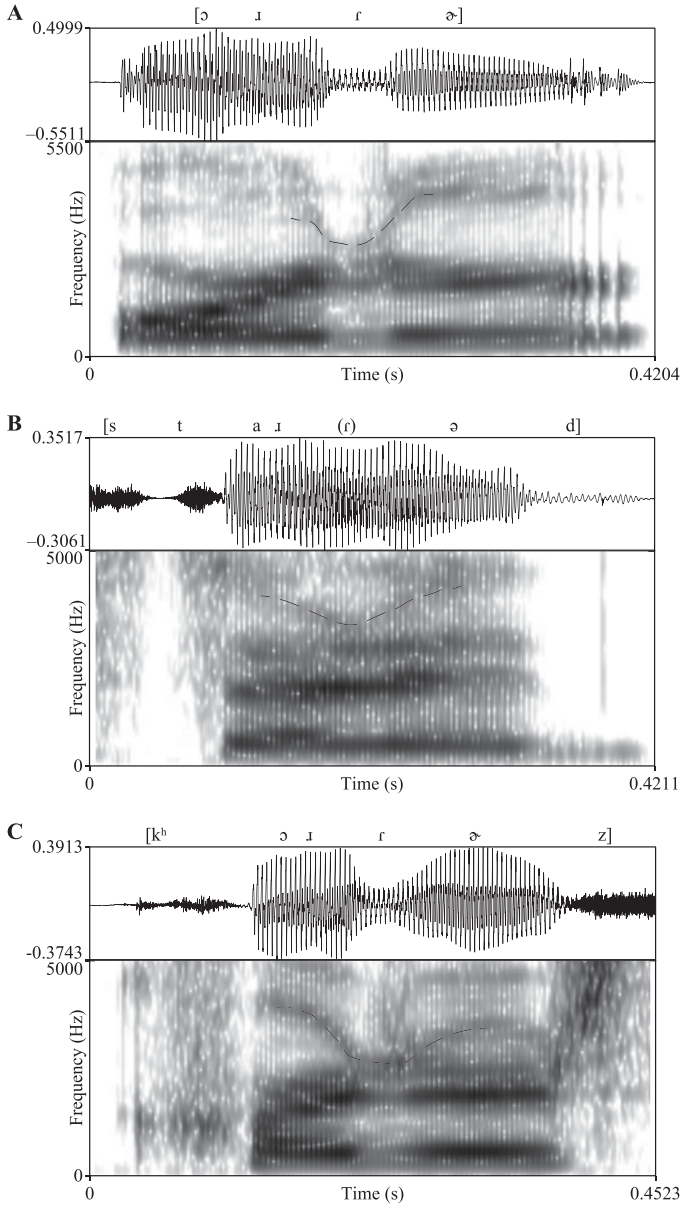 A [ɔ ɹ ɾ ɚ]
0.4999
–0.5511
5500
Frequency (Hz)
0
0 Time (s) 0.4204
B [s t a ɹ (ɾ) ə d]
0.3517
–0.3061
5000
Frequency (Hz)
0
0 Time (s) 0.4211
C [kʰ ɔ ɹ ɾ ɚ z]
0.3913
-0.3743
5000
Frequency (Hz)
0
0 Time (s) 0.4523